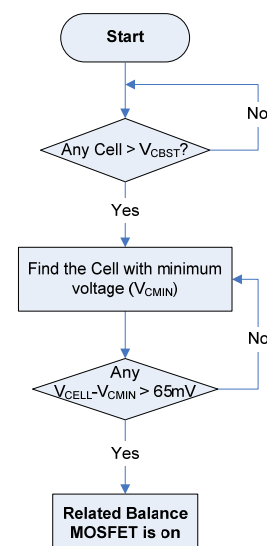 Start
No
Any Cell > VCBST?
Yes
Find the Cell with minimum
voltage (VCMIN)
No
Any
VCELL-VCMIN > 65mV
Yes
Related Balance
MOSFET is on